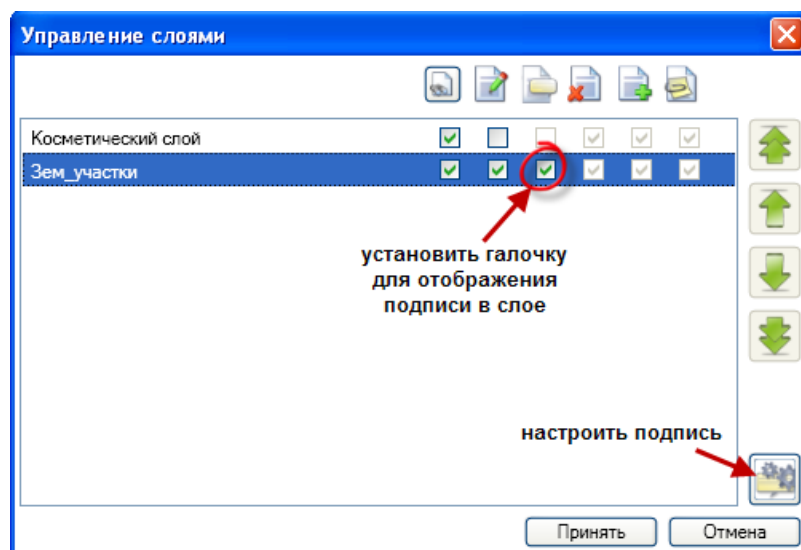 Управление слоями
Косметический слой
Зем_участки
установить галочку
для отображения
подписи в слое
настроить подпись
Принять
Отмена